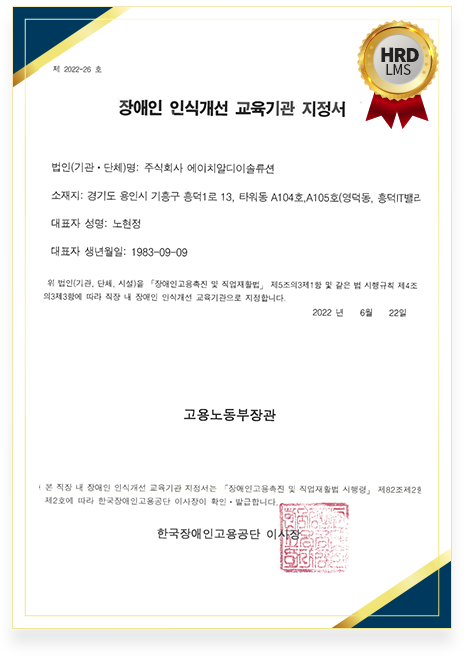 HRD
LMS
제 2022-26 호
장애인 인식개선 교육기관 지정서
법인(기관·단체)명: 주식회사 에이치알디이솔류션
소재지: 경기도 용인시 기흥구 흥덕1로 13, 타워동 A104호,A105호(영덕동, 흥덕IT밸리
대표자 성명: 노현정
대표자 생년월일: 1983-09-09
위 법인(기관, 단체, 시설)을 「장애인고용촉진 및 직업재활법」 제5조의3제1항 및 같은 법 시행규칙 제4조
의3제3항에 따라 직장 내 장애인 인식개선 교육기관으로 지정합니다.
2022 년 6월 22일
고용노동부장관
본 직장 내 장애인 인식개선 교육기관 지정서는 「장애인고용촉진 및 직업재활법 시행령」 제82조제2항
제2호에 따라 한국장애인고용공단 이사장이 확인·발급합니다.
한국장애인고용공단 이사장